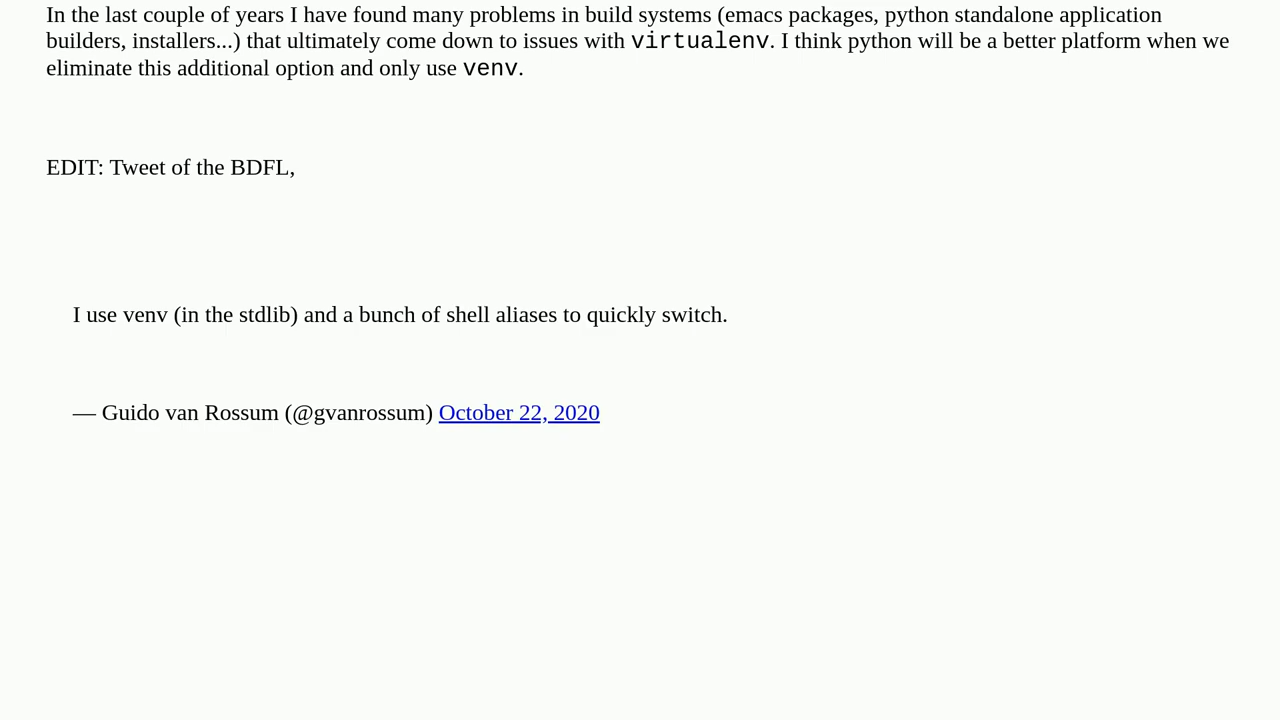 In the last couple of years I have found many problems in build systems (emacs packages, python standalone application
builders, installers...) that ultimately come down to issues with virtualenv. I think python will be a better platform when we
eliminate this additional option and only use venv.
EDIT: Tweet of the BDFL,
I use venv (in the stdlib) and a bunch of shell aliases to quickly switch.
— Guido van Rossum (@gvanrossum) October 22, 2020